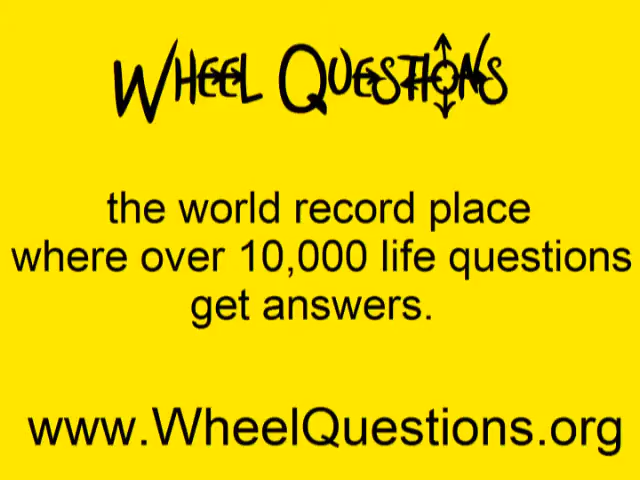 Wheel Questions
the world record place
where over 10,000 life questions
get answers.
www.WheelQuestions.org